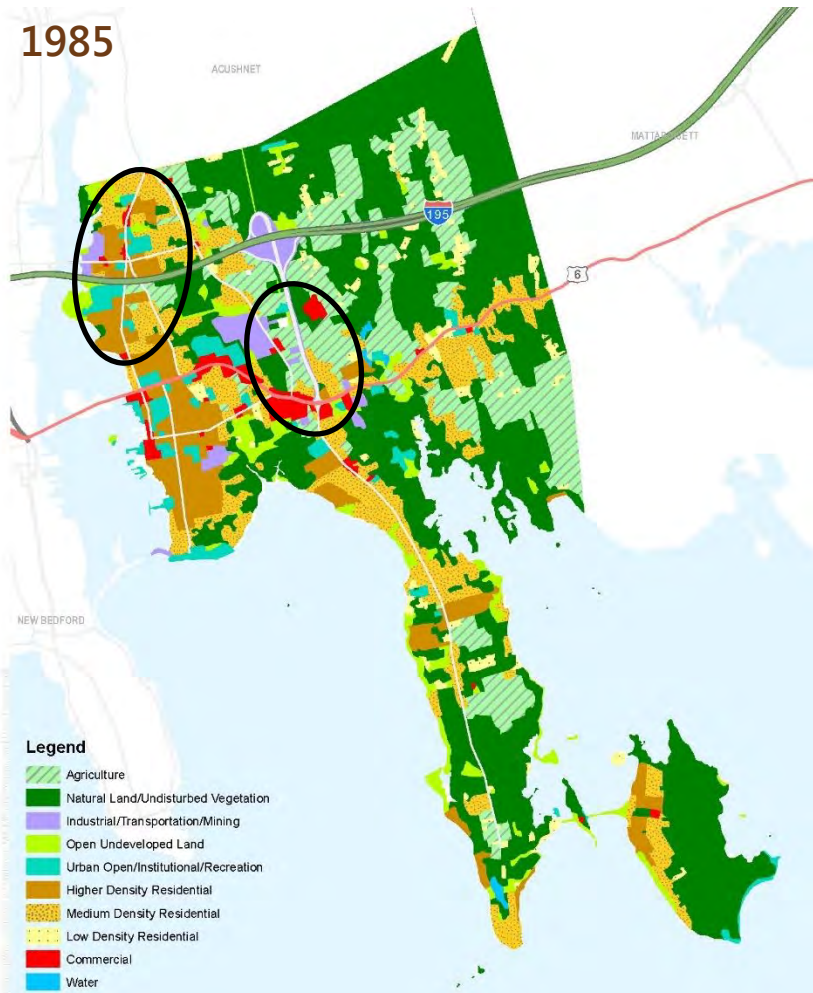 1985
ACUSHNET
MATTAPOISETT
195
6
NEW BEDFORD
Legend
Agriculture
Natural Land/Undisturbed Vegetation
Industrial/Transportation/Mining
Open Undeveloped Land
Urban Open/Institutional/Recreation
Higher Density Residential
Medium Density Residential
Low Density Residential
Commercial
Water